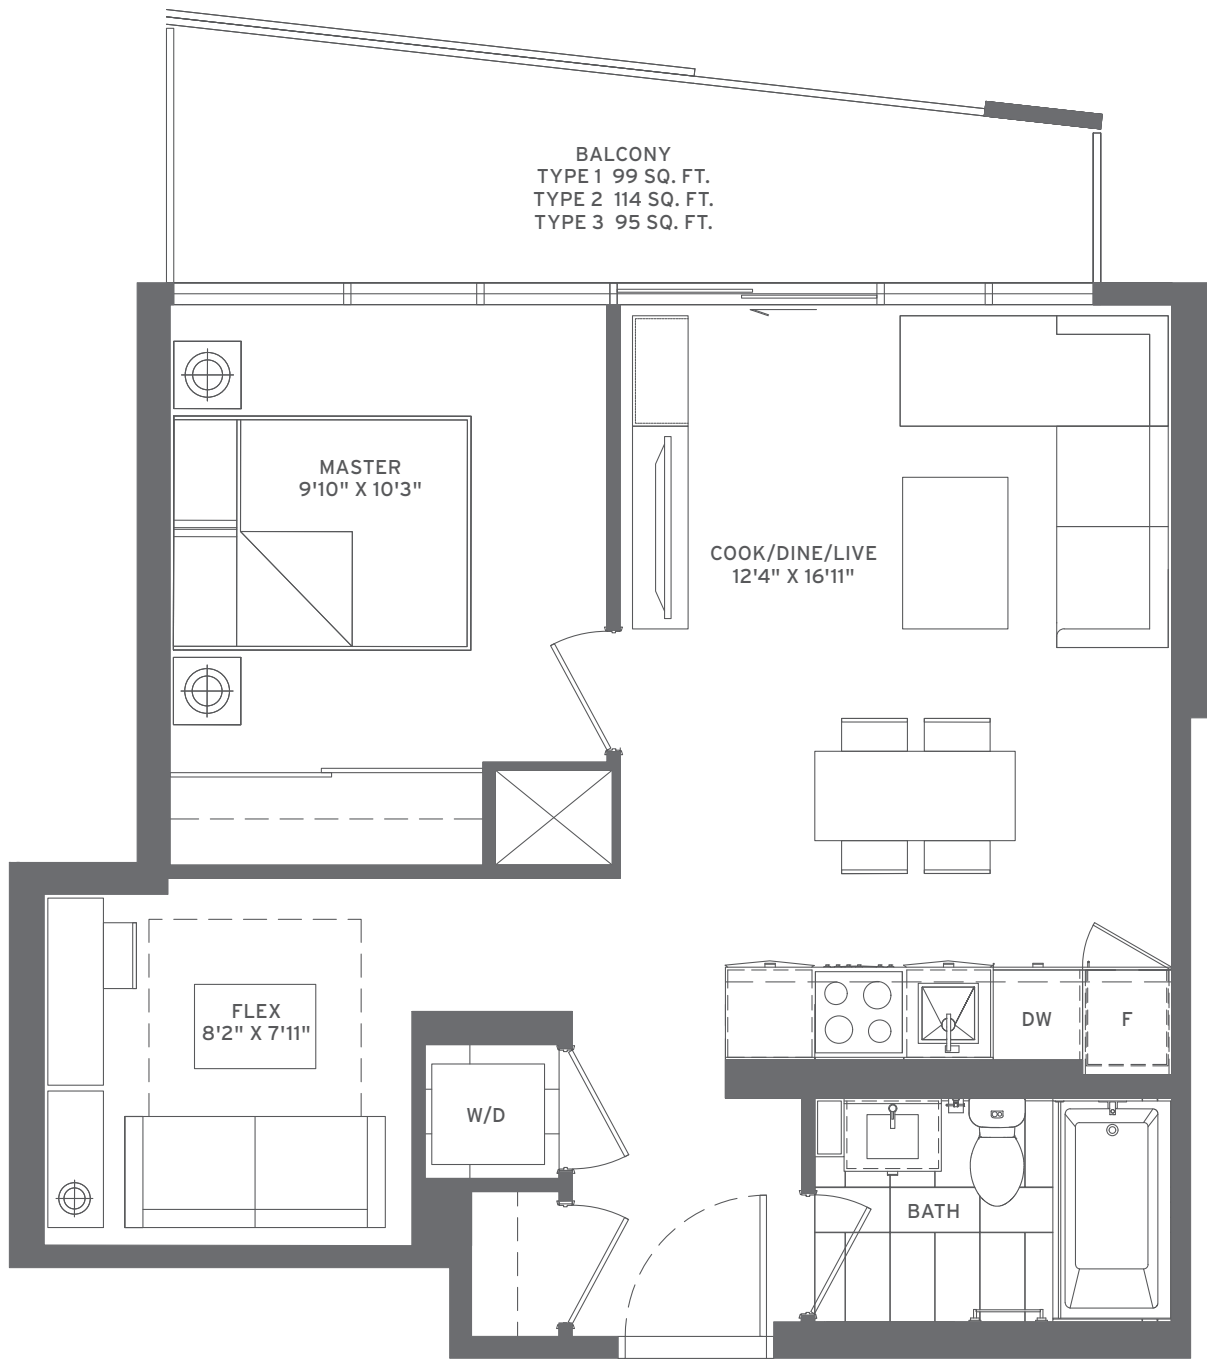 BALCONY
TYPE 1 99 SQ. FT.
TYPE 2 114 SQ. FT.
TYPE 3 95 SQ. FT.
MASTER
9'10" X 10'3"
COOK/DINE/LIVE
12'4" X 16'11"
FLEX
8'2" X 7'11"
DW
F
W/D
BATH